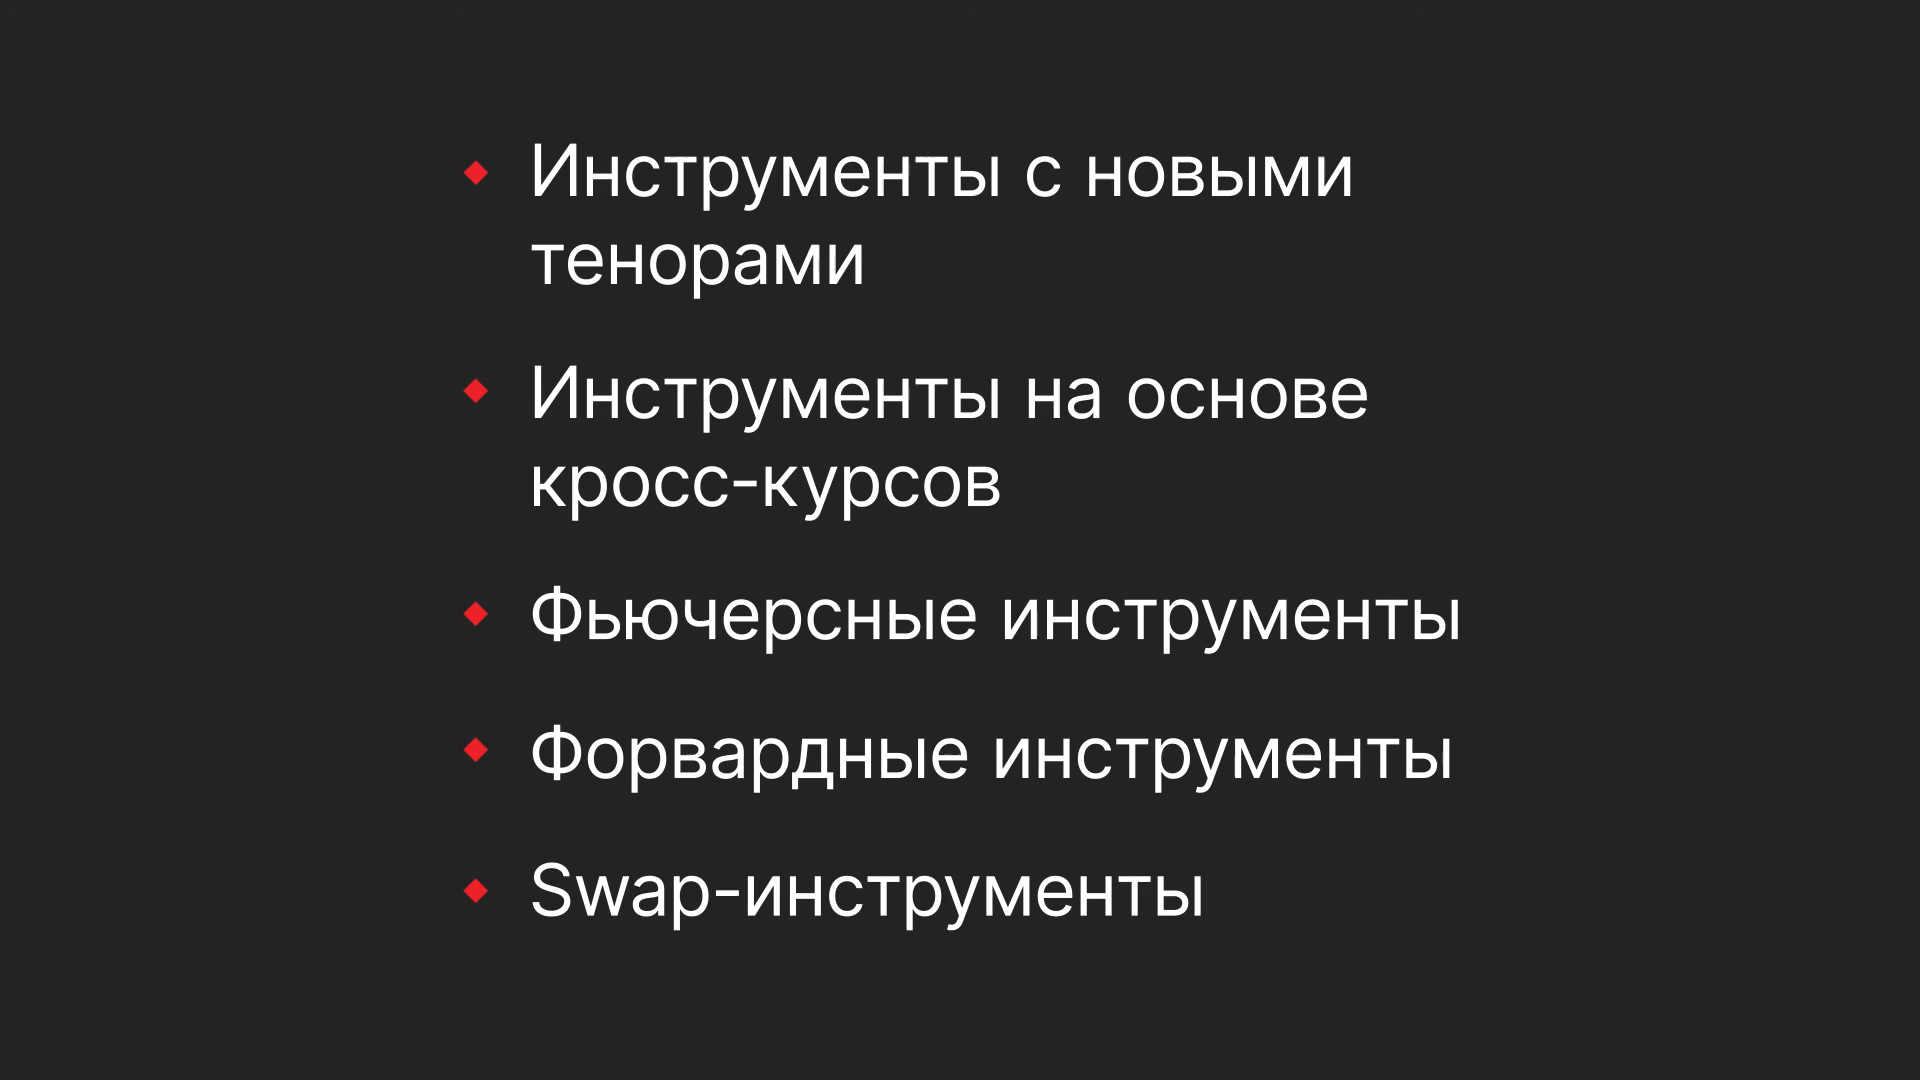 Инструменты с новыми
тенорами
Инструменты на основе
кросс-курсов
Фьючерсные инструменты
Форвардные инструменты
Swap-инструменты